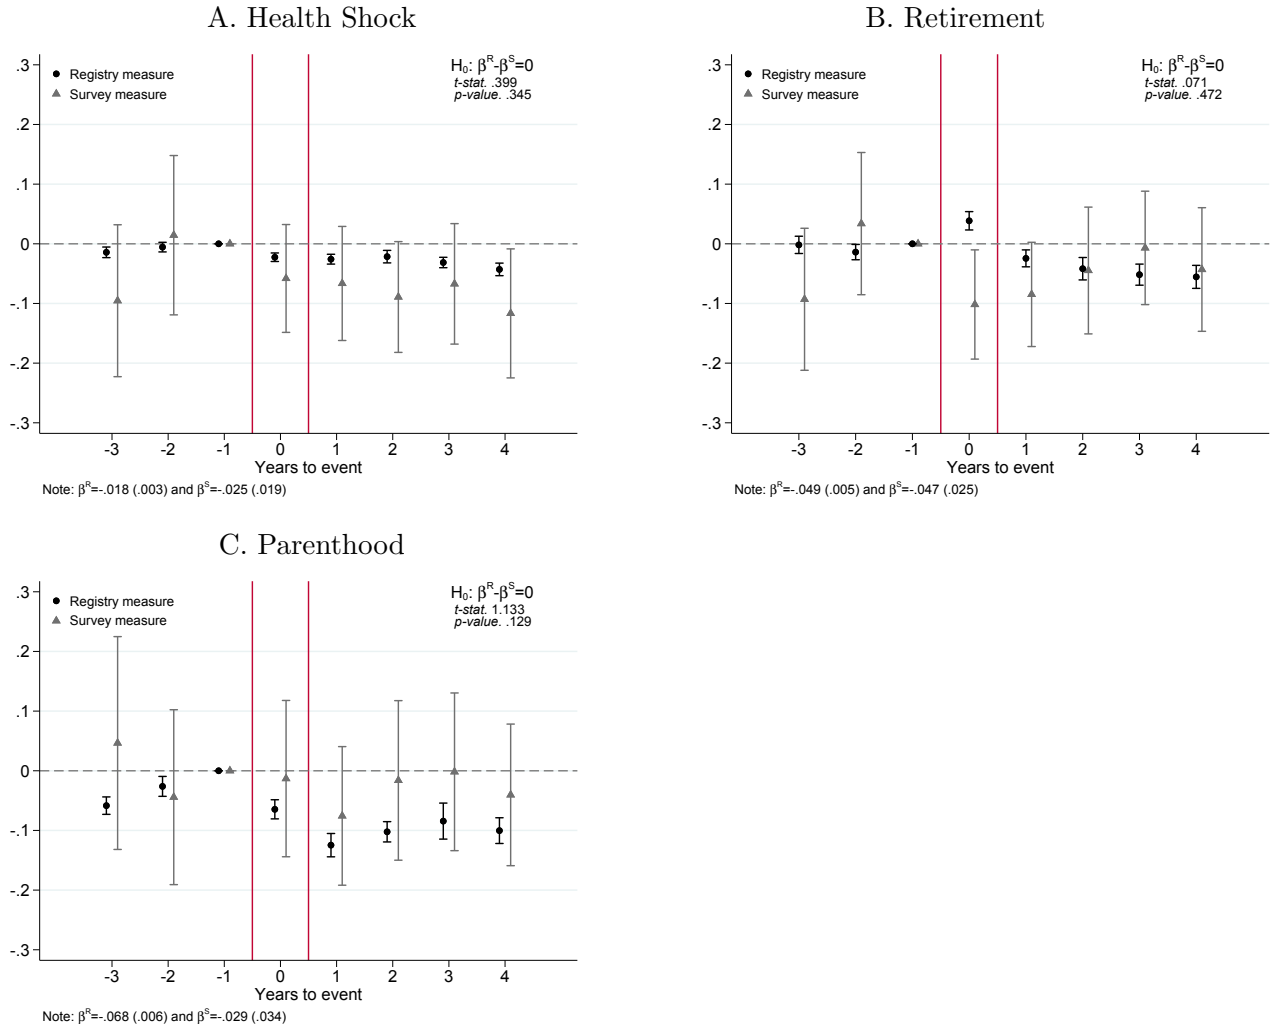 A. Health Shock
.3
.2
.1
0
-.1
-.2
-.3
Registry measure
Survey measure
H₀: βᴿ-βˢ=0
t-stat. .399
p-value. .345
-3 -2 -1 0 1 2 3 4
Years to event
Note: βᴿ=-.018 (.003) and βˢ=-.025 (.019)
B. Retirement
.3
.2
.1
0
-.1
-.2
-.3
Registry measure
Survey measure
H₀: βᴿ-βˢ=0
t-stat. .071
p-value. .472
-3 -2 -1 0 1 2 3 4
Years to event
Note: βᴿ=-.049 (.005) and βˢ=-.047 (.025)
C. Parenthood
.3
.2
.1
0
-.1
-.2
-.3
Registry measure
Survey measure
H₀: βᴿ-βˢ=0
t-stat. 1.133
p-value. .129
-3 -2 -1 0 1 2 3 4
Years to event
Note: βᴿ=-.068 (.006) and βˢ=-.029 (.034)